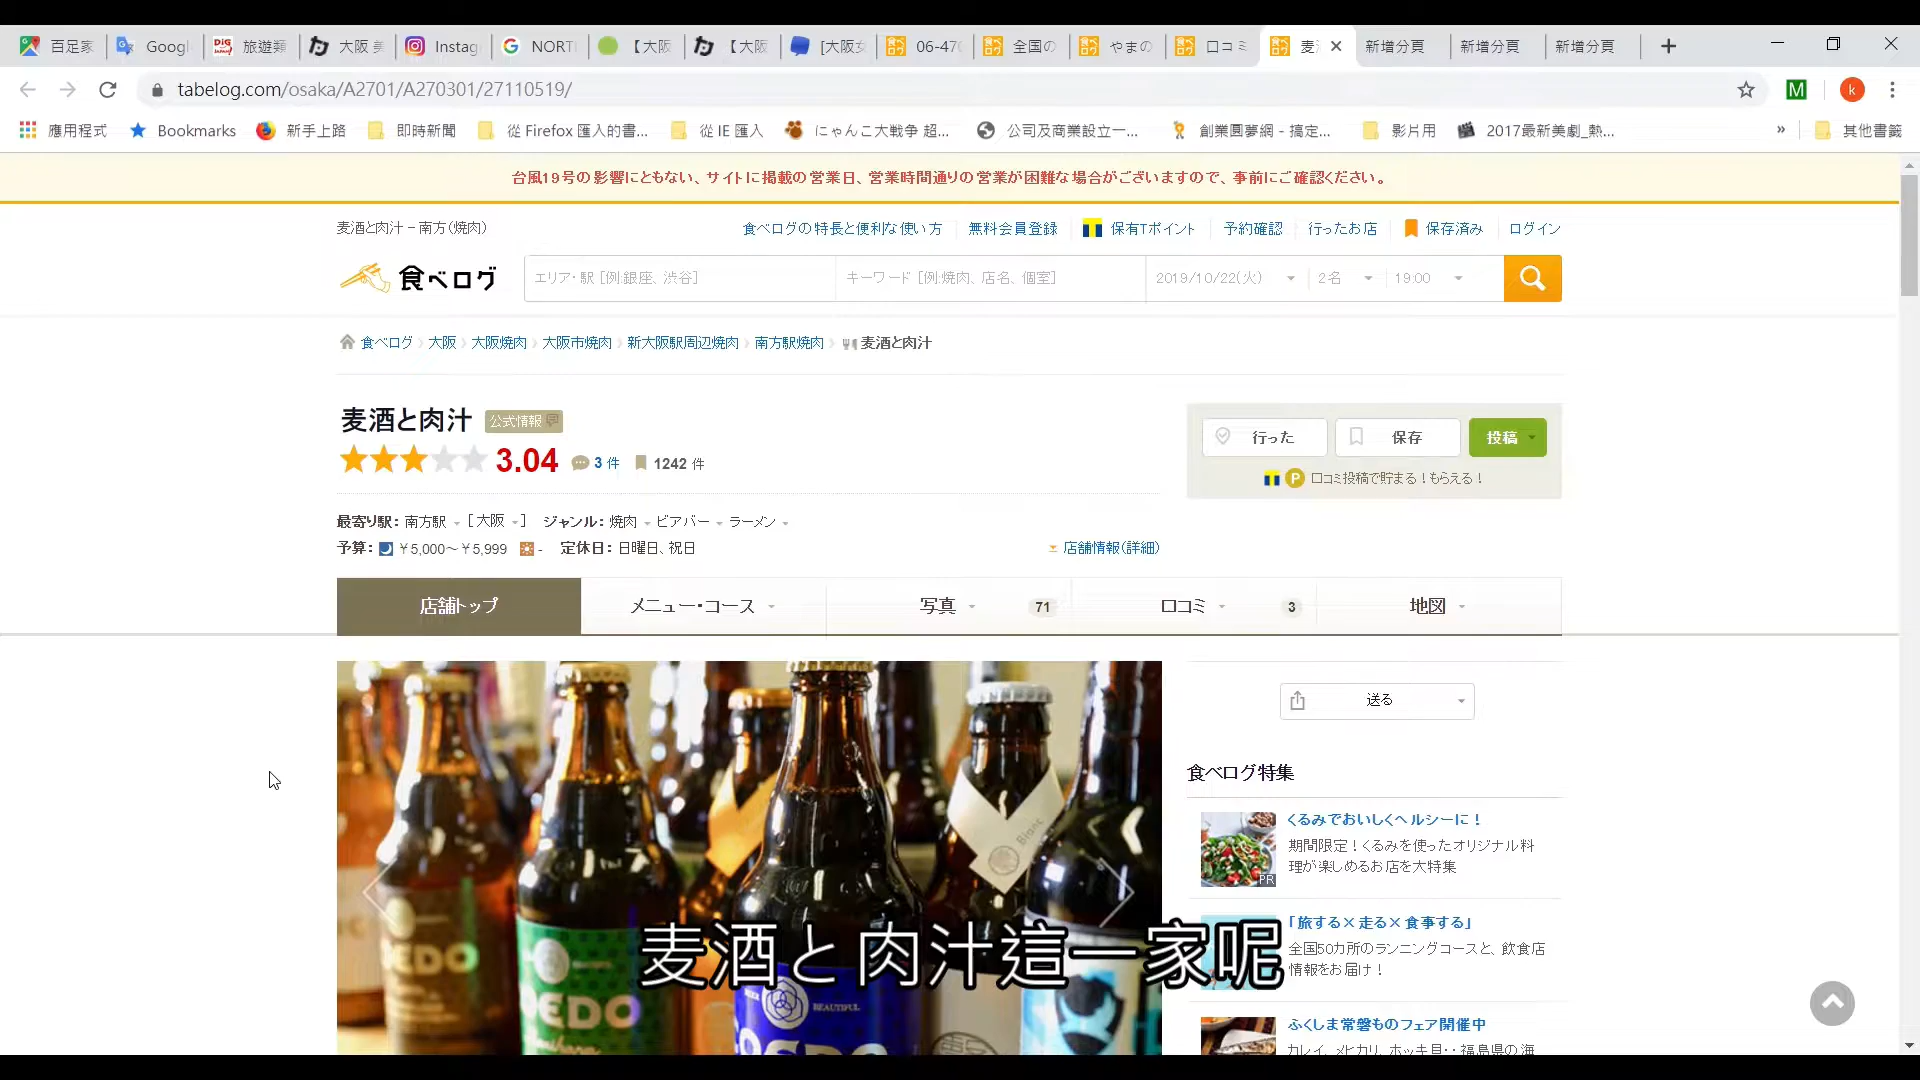 百足家
Googl
旅遊
大阪 美
Instag
NORT
【大阪
【大阪
[大阪女
06-470
全国の
やまの
口コミ
麦
新增分頁
新增分頁
新增分頁
tabelog.com/osaka/A2701/A270301/27110519/
M
k
應用程式
Bookmarks
新手上路
即時新聞
從 Firefox 匯入的書...
從 IE 匯入
にゃんこ大戦争 超...
公司及商業設立一...
創業圓夢網 - 搞定...
影片用
2017最新美劇_熱...
»
其他書籤
台風19号の影響にともない、サイトに掲載の営業日、営業時間通りの営業が困難な場合がございますので、事前にご確認ください。
麦酒と肉汁 - 南方(焼肉)
食べログの特長と便利な使い方
無料会員登録
保有Tポイント
予約確認
行ったお店
保存済み
ログイン
食べログ
エリア・駅 [例:銀座、渋谷]
キーワード [例:焼肉、店名、個室]
2019/10/22(火)
2名
19:00
食べログ
大阪
大阪焼肉
大阪市焼肉
新大阪駅周辺焼肉
南方駅焼肉
麦酒と肉汁
麦酒と肉汁
公式情報
3.04
3 件
1242 件
行った
保存
投稿
P 口コミ投稿で貯まる！もらえる！
最寄り駅：南方駅 [大阪 ] ジャンル：焼肉 ビアバー ラーメン
予算： ￥5,000～￥5,999 - 定休日：日曜日、祝日
店舗情報(詳細)
店舗トップ
メニュー・コース
写真
71
口コミ
3
地図
送る
食べログ特集
くるみでおいしくヘルシーに！
期間限定！くるみを使ったオリジナル料
理が楽しめるお店を大特集
PR
「旅する×走る×食事する」
全国50カ所のランニングコースと、飲食店
情報をお届け！
ふくしま常磐ものフェア開催中
カレイ、メヒカリ、ホッキ貝・・福島県の海
Blanc
BEAUTIFUL
麦酒と肉汁這一家呢